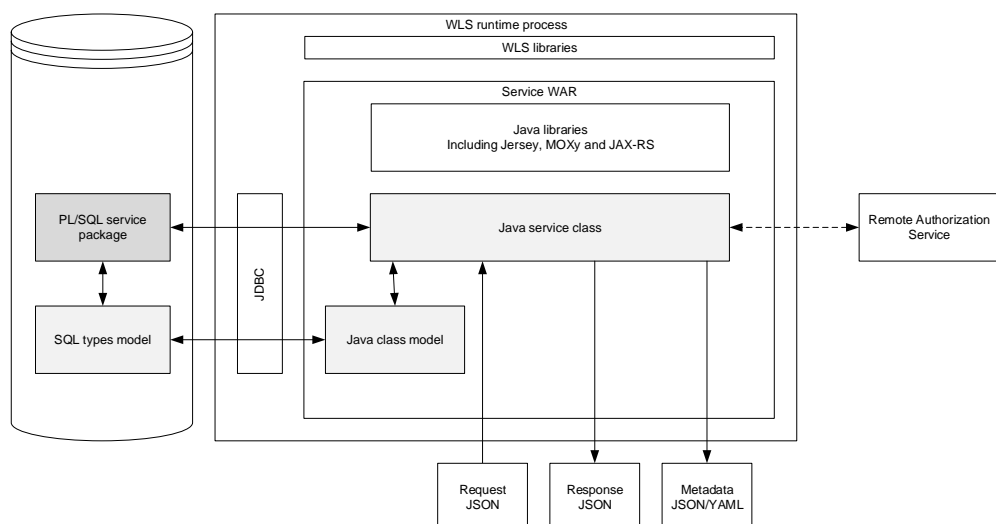 WLS runtime process
WLS libraries
Service WAR
Java libraries
Including Jersey, MOXy and JAX-RS
PL/SQL service
package
Java service class
Remote Authorization
Service
JDBC
SQL types model
Java class model
Request
JSON
Response
JSON
Metadata
JSON/YAML